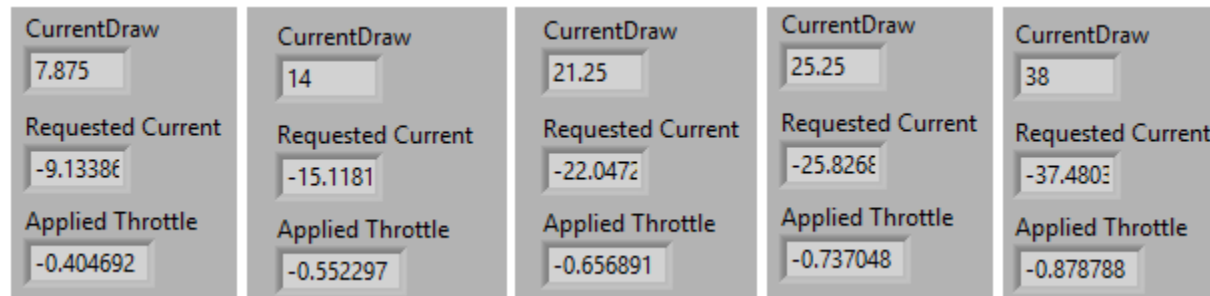 CurrentDraw
7.875
Requested Current
-9.13386
Applied Throttle
-0.404692
CurrentDraw
14
Requested Current
-15.1181
Applied Throttle
-0.552297
CurrentDraw
21.25
Requested Current
-22.0472
Applied Throttle
-0.656891
CurrentDraw
25.25
Requested Current
-25.8268
Applied Throttle
-0.737048
CurrentDraw
38
Requested Current
-37.4803
Applied Throttle
-0.878788